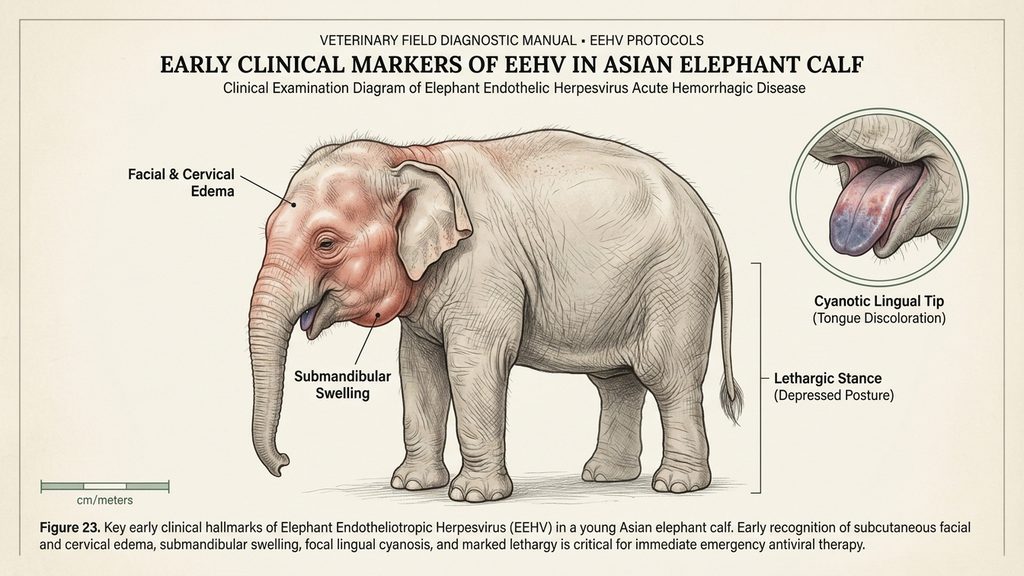 VETERINARY FIELD DIAGNOSTIC MANUAL • EEHV PROTOCOLS
EARLY CLINICAL MARKERS OF EEHV IN ASIAN ELEPHANT CALF
Clinical Examination Diagram of Elephant Endothelic Herpesvirus Acute Hemorrhagic Disease
Facial & Cervical
Edema
Submandibular
Swelling
Cyanotic Lingual Tip
(Tongue Discoloration)
Lethargic Stance
(Depressed Posture)
cm/meters
Figure 23. Key early clinical hallmarks of Elephant Endotheliotropic Herpesvirus (EEHV) in a young Asian elephant calf. Early recognition of subcutaneous facial
and cervical edema, submandibular swelling, focal lingual cyanosis, and marked lethargy is critical for immediate emergency antiviral therapy.